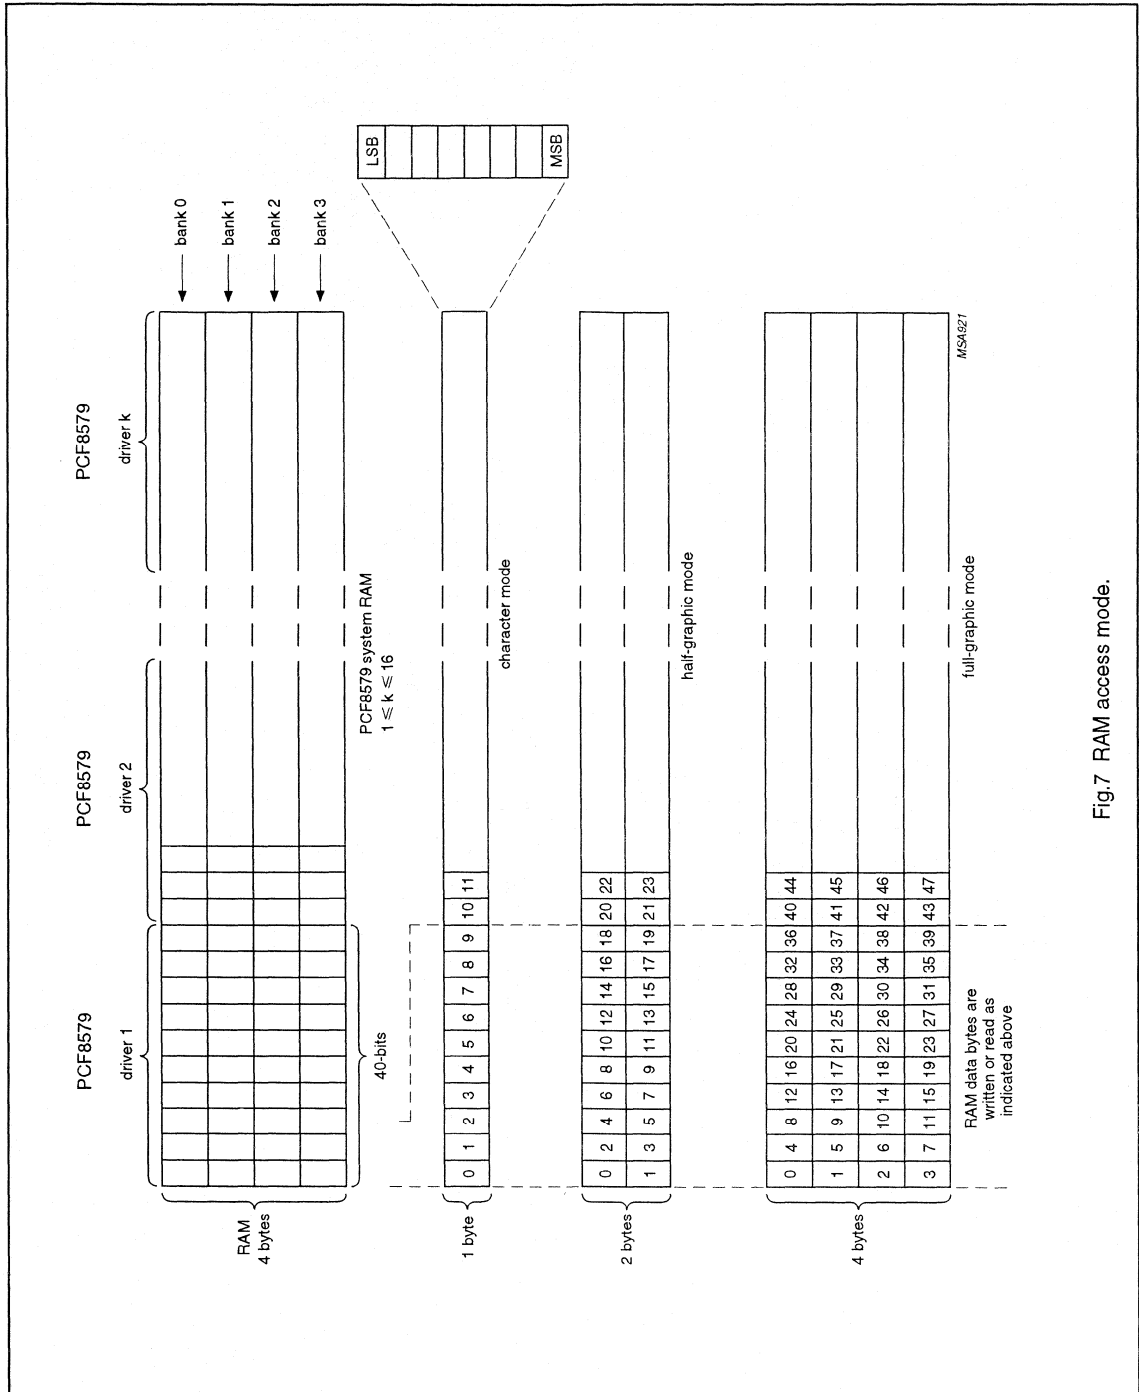 PCF8579 PCF8579 PCF8579
driver 1 driver 2 driver k
RAM
4 bytes
bank 0
bank 1
bank 2
bank 3
40-bits
PCF8579 system RAM
1 ⩽ k ⩽ 16
LSB
MSB
1 byte
0 1 2 3 4 5 6 7 8 9 10 11
character mode
2 bytes
0 2 4 6 8 10 12 14 16 18 20 22
1 3 5 7 9 11 13 15 17 19 21 23
half-graphic mode
4 bytes
0 4 8 12 16 20 24 28 32 36 40 44
1 5 9 13 17 21 25 29 33 37 41 45
2 6 10 14 18 22 26 30 34 38 42 46
3 7 11 15 19 23 27 31 35 39 43 47
RAM data bytes are
written or read as
indicated above
full-graphic mode
MSA921
Fig.7 RAM access mode.